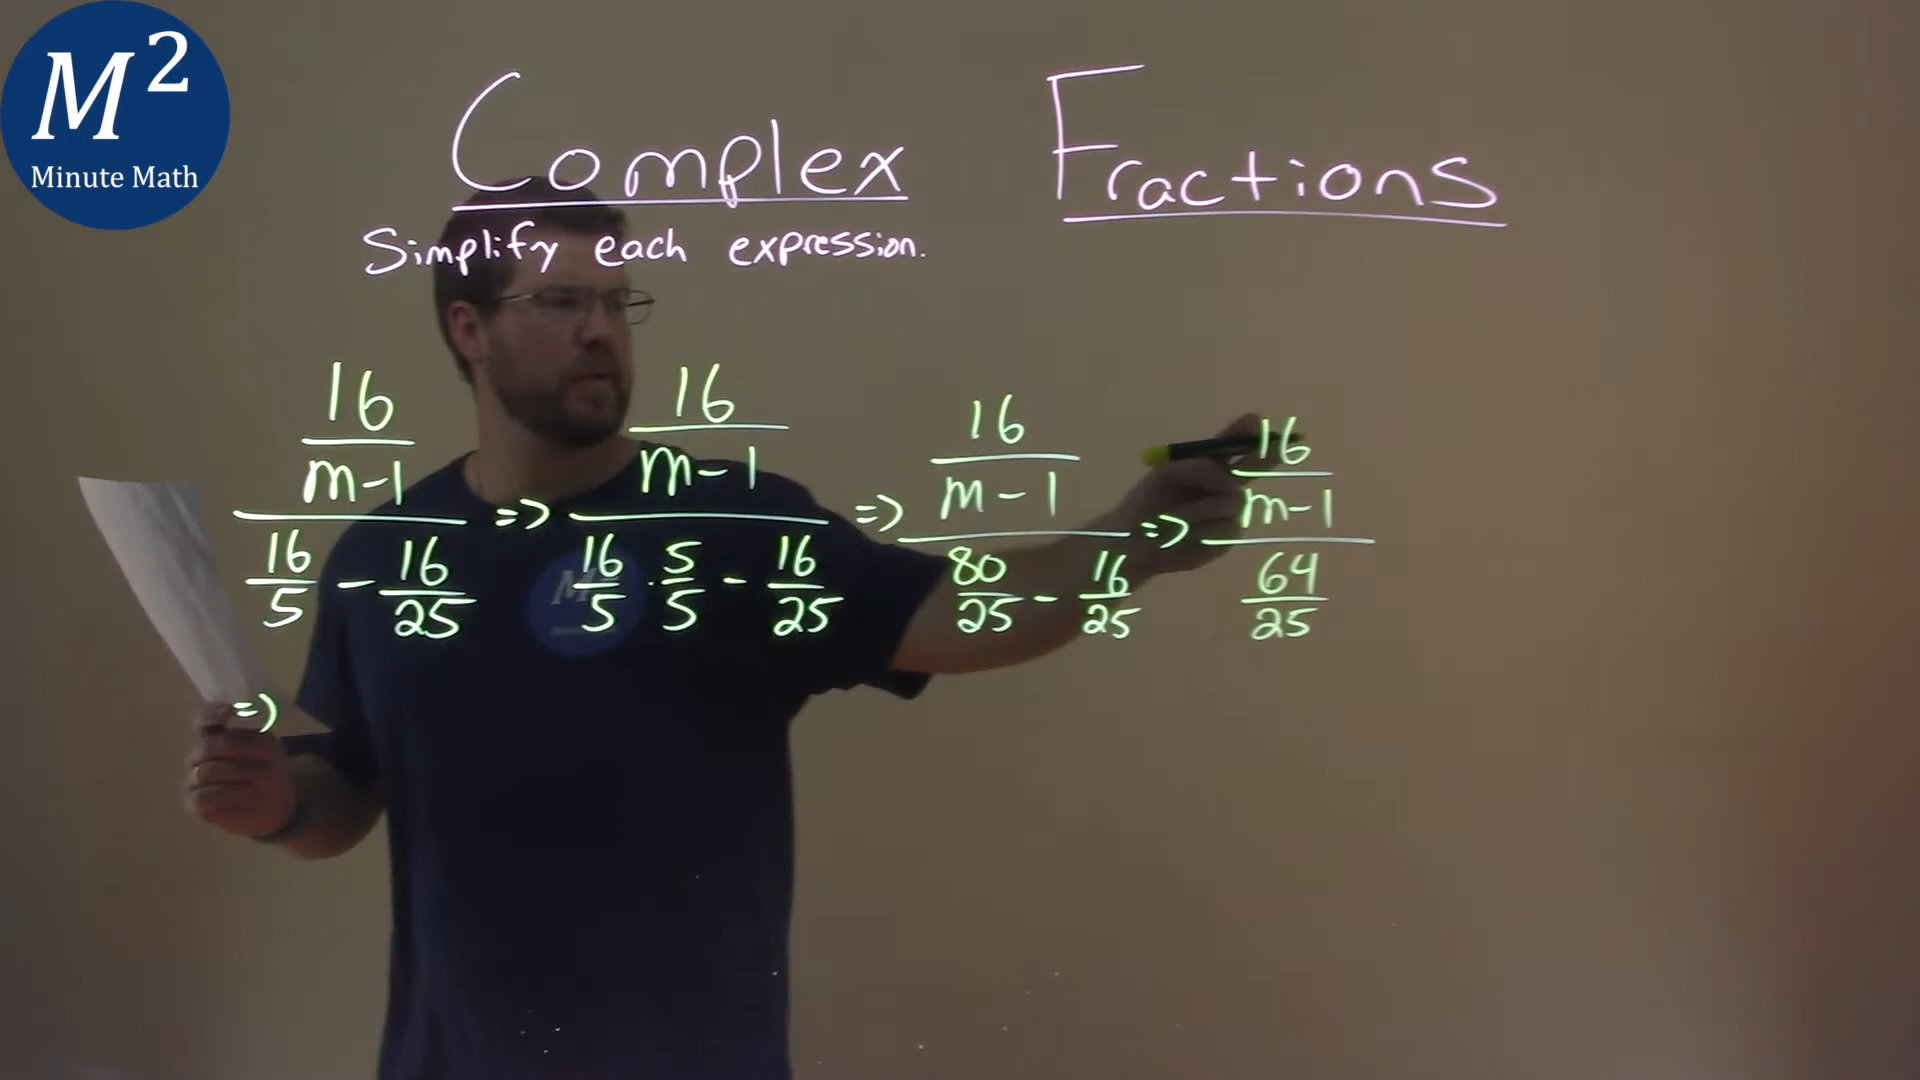 M²
Minute Math
Complex Fractions
Simplify each expression.
16 16 16 16
m-1 => m-1 => m-1 => m-1
16/5 - 16/25 16/5 · 5/5 - 16/25 80/25 - 16/25 64/25
=>